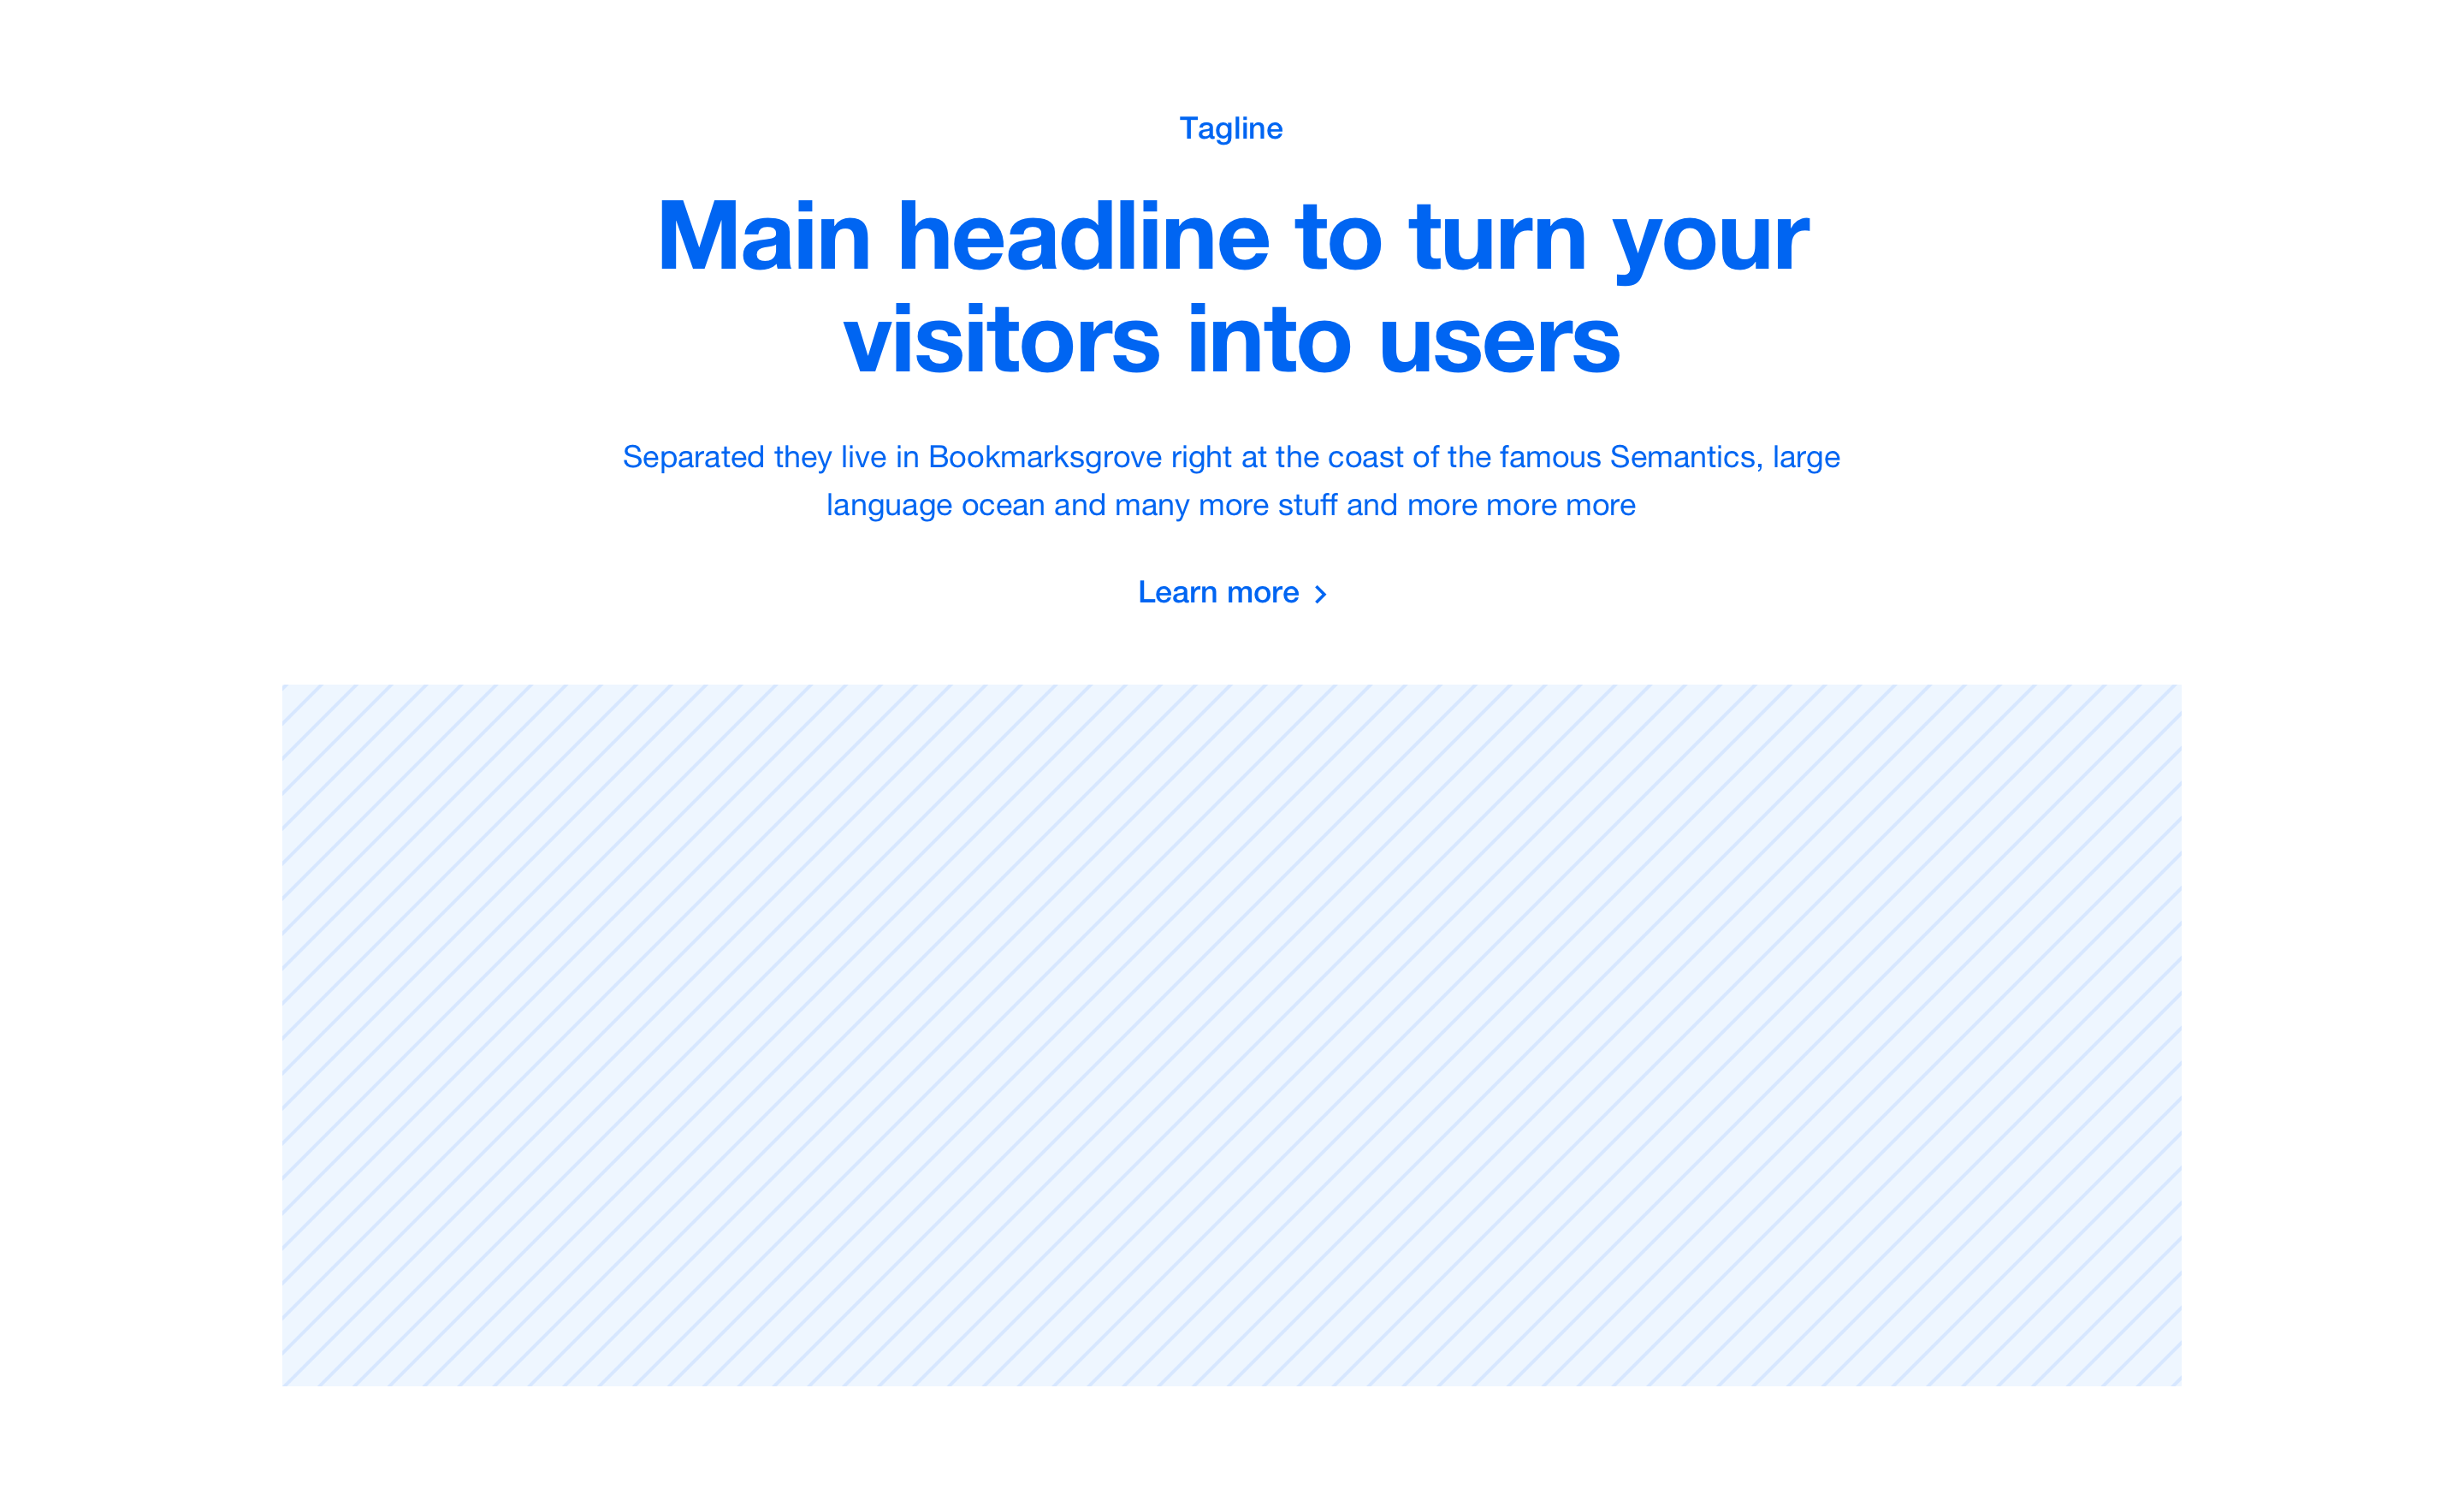 Tagline
Main headline to turn your
visitors into users
Separated they live in Bookmarksgrove right at the coast of the famous Semantics, large
language ocean and many more stuff and more more more
Learn more